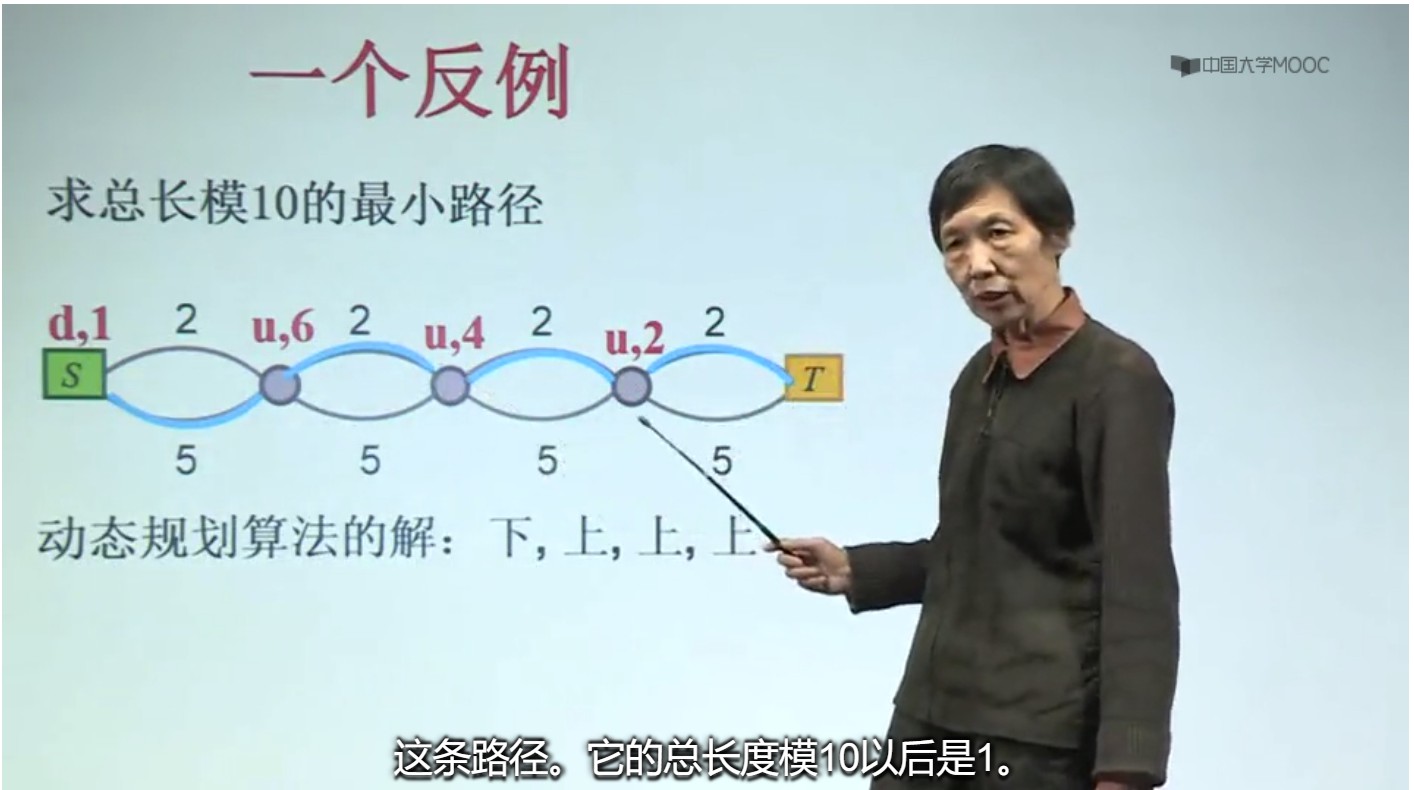 一个反例
中国大学MOOC
求总长模10的最小路径
d,1 2 u,6 2 u,4 2 u,2 2
S T
5 5 5 5
动态规划算法的解：下, 上, 上, 上
这条路径。它的总长度模10以后是1。